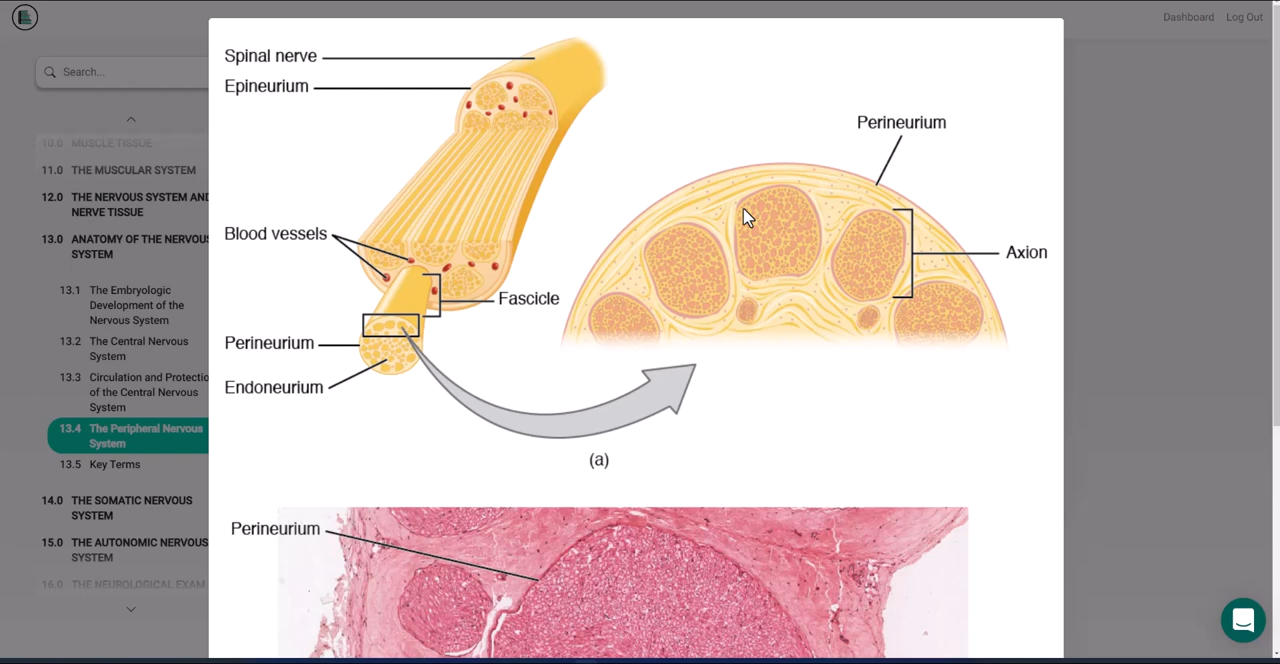 Dashboard
Log Out
Search...
10.0 MUSCLE TISSUE
11.0 THE MUSCULAR SYSTEM
12.0 THE NERVOUS SYSTEM AND
NERVE TISSUE
13.0 ANATOMY OF THE NERVOUS
SYSTEM
13.1 The Embryologic
Development of the
Nervous System
13.2 The Central Nervous
System
13.3 Circulation and Protectio
of the Central Nervous
System
13.4 The Peripheral Nervous
System
13.5 Key Terms
14.0 THE SOMATIC NERVOUS
SYSTEM
15.0 THE AUTONOMIC NERVOUS
SYSTEM
16.0 THE NEUROLOGICAL EXAM
Spinal nerve
Epineurium
Perineurium
Blood vessels
Axion
Fascicle
Perineurium
Endoneurium
(a)
Perineurium